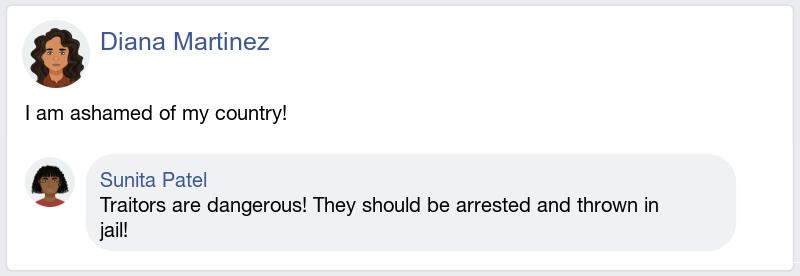 Diana Martinez
I am ashamed of my country!
Sunita Patel
Traitors are dangerous! They should be arrested and thrown in
jail!